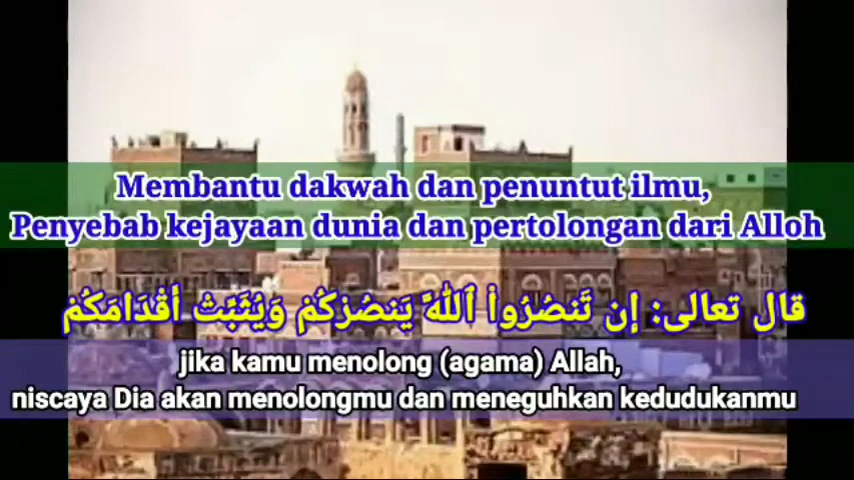 Membantu dakwah dan penuntut ilmu,
Penyebab kejayaan dunia dan pertolongan dari Alloh
قال تعالى: إِن تَنصُرُوا۟ ٱللَّهَ يَنصُرْكُمْ وَيُثَبِّتْ أَقْدَامَكُمْ
jika kamu menolong (agama) Allah,
niscaya Dia akan menolongmu dan meneguhkan kedudukanmu